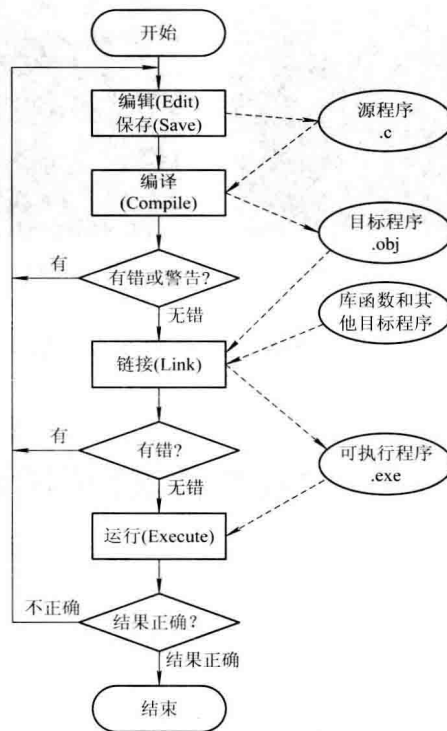 开始
编辑(Edit)
保存(Save)
源程序
.c
编译
(Compile)
目标程序
.obj
有
有错或警告?
无错
库函数和其
他目标程序
链接(Link)
有
有错?
无错
可执行程序
.exe
运行(Execute)
不正确
结果正确?
结果正确
结束